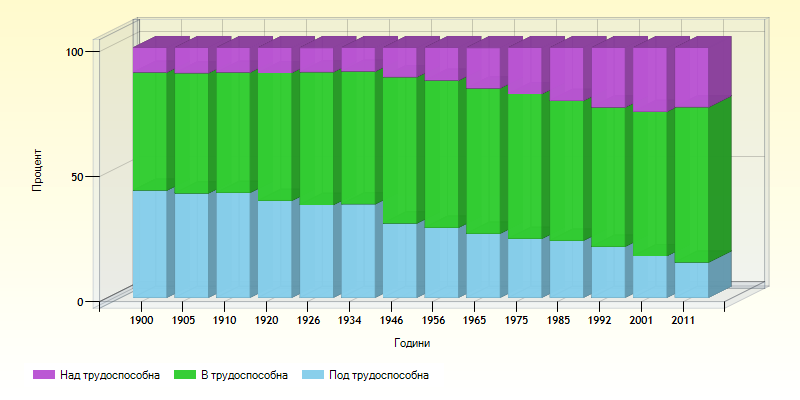 100
Процент
50
0
1900 1905 1910 1920 1926 1934 1946 1956 1965 1975 1985 1992 2001 2011
Години
Над трудоспособна В трудоспособна Под трудоспособна